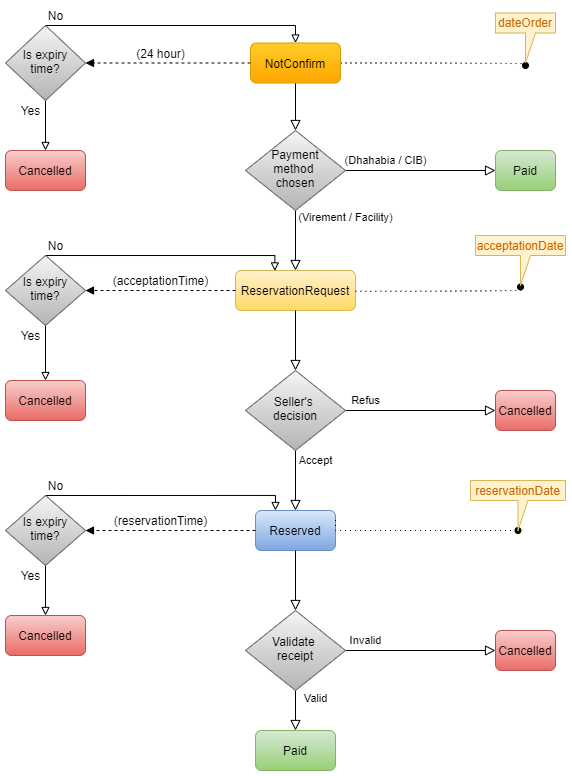 No
dateOrder
Is expiry
time?
(24 hour)
NotConfirm
Yes
Cancelled
Payment
method
chosen
(Dhahabia / CIB)
Paid
(Virement / Facility)
No
acceptationDate
Is expiry
time?
(acceptationTime)
ReservationRequest
Yes
Cancelled
Seller's
decision
Refus
Cancelled
Accept
No
reservationDate
Is expiry
time?
(reservationTime)
Reserved
Yes
Cancelled
Validate
receipt
Invalid
Cancelled
Valid
Paid